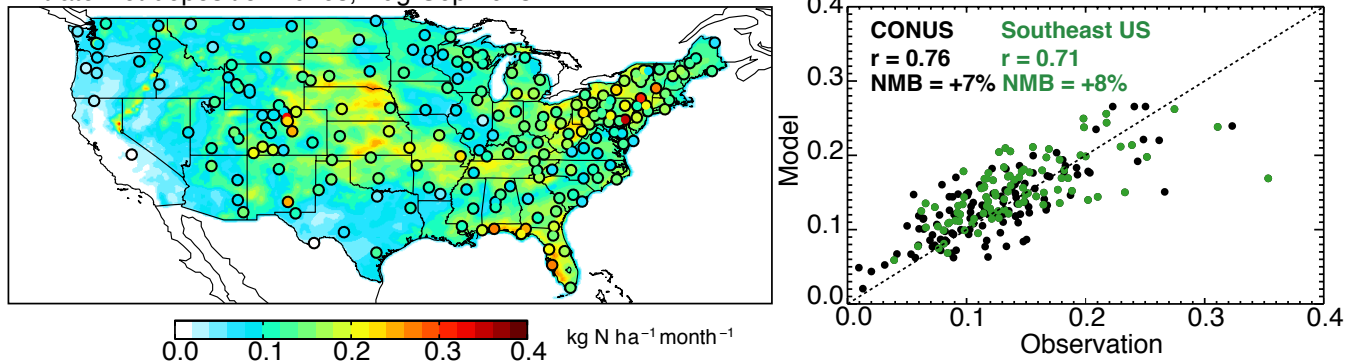 0.4
0.3
0.2
0.1
0.0
Model
CONUS Southeast US
r = 0.76 r = 0.71
NMB = +7% NMB = +8%
0.0 0.1 0.2 0.3 0.4
Observation
0.0 0.1 0.2 0.3 0.4
kg N ha⁻¹ month⁻¹